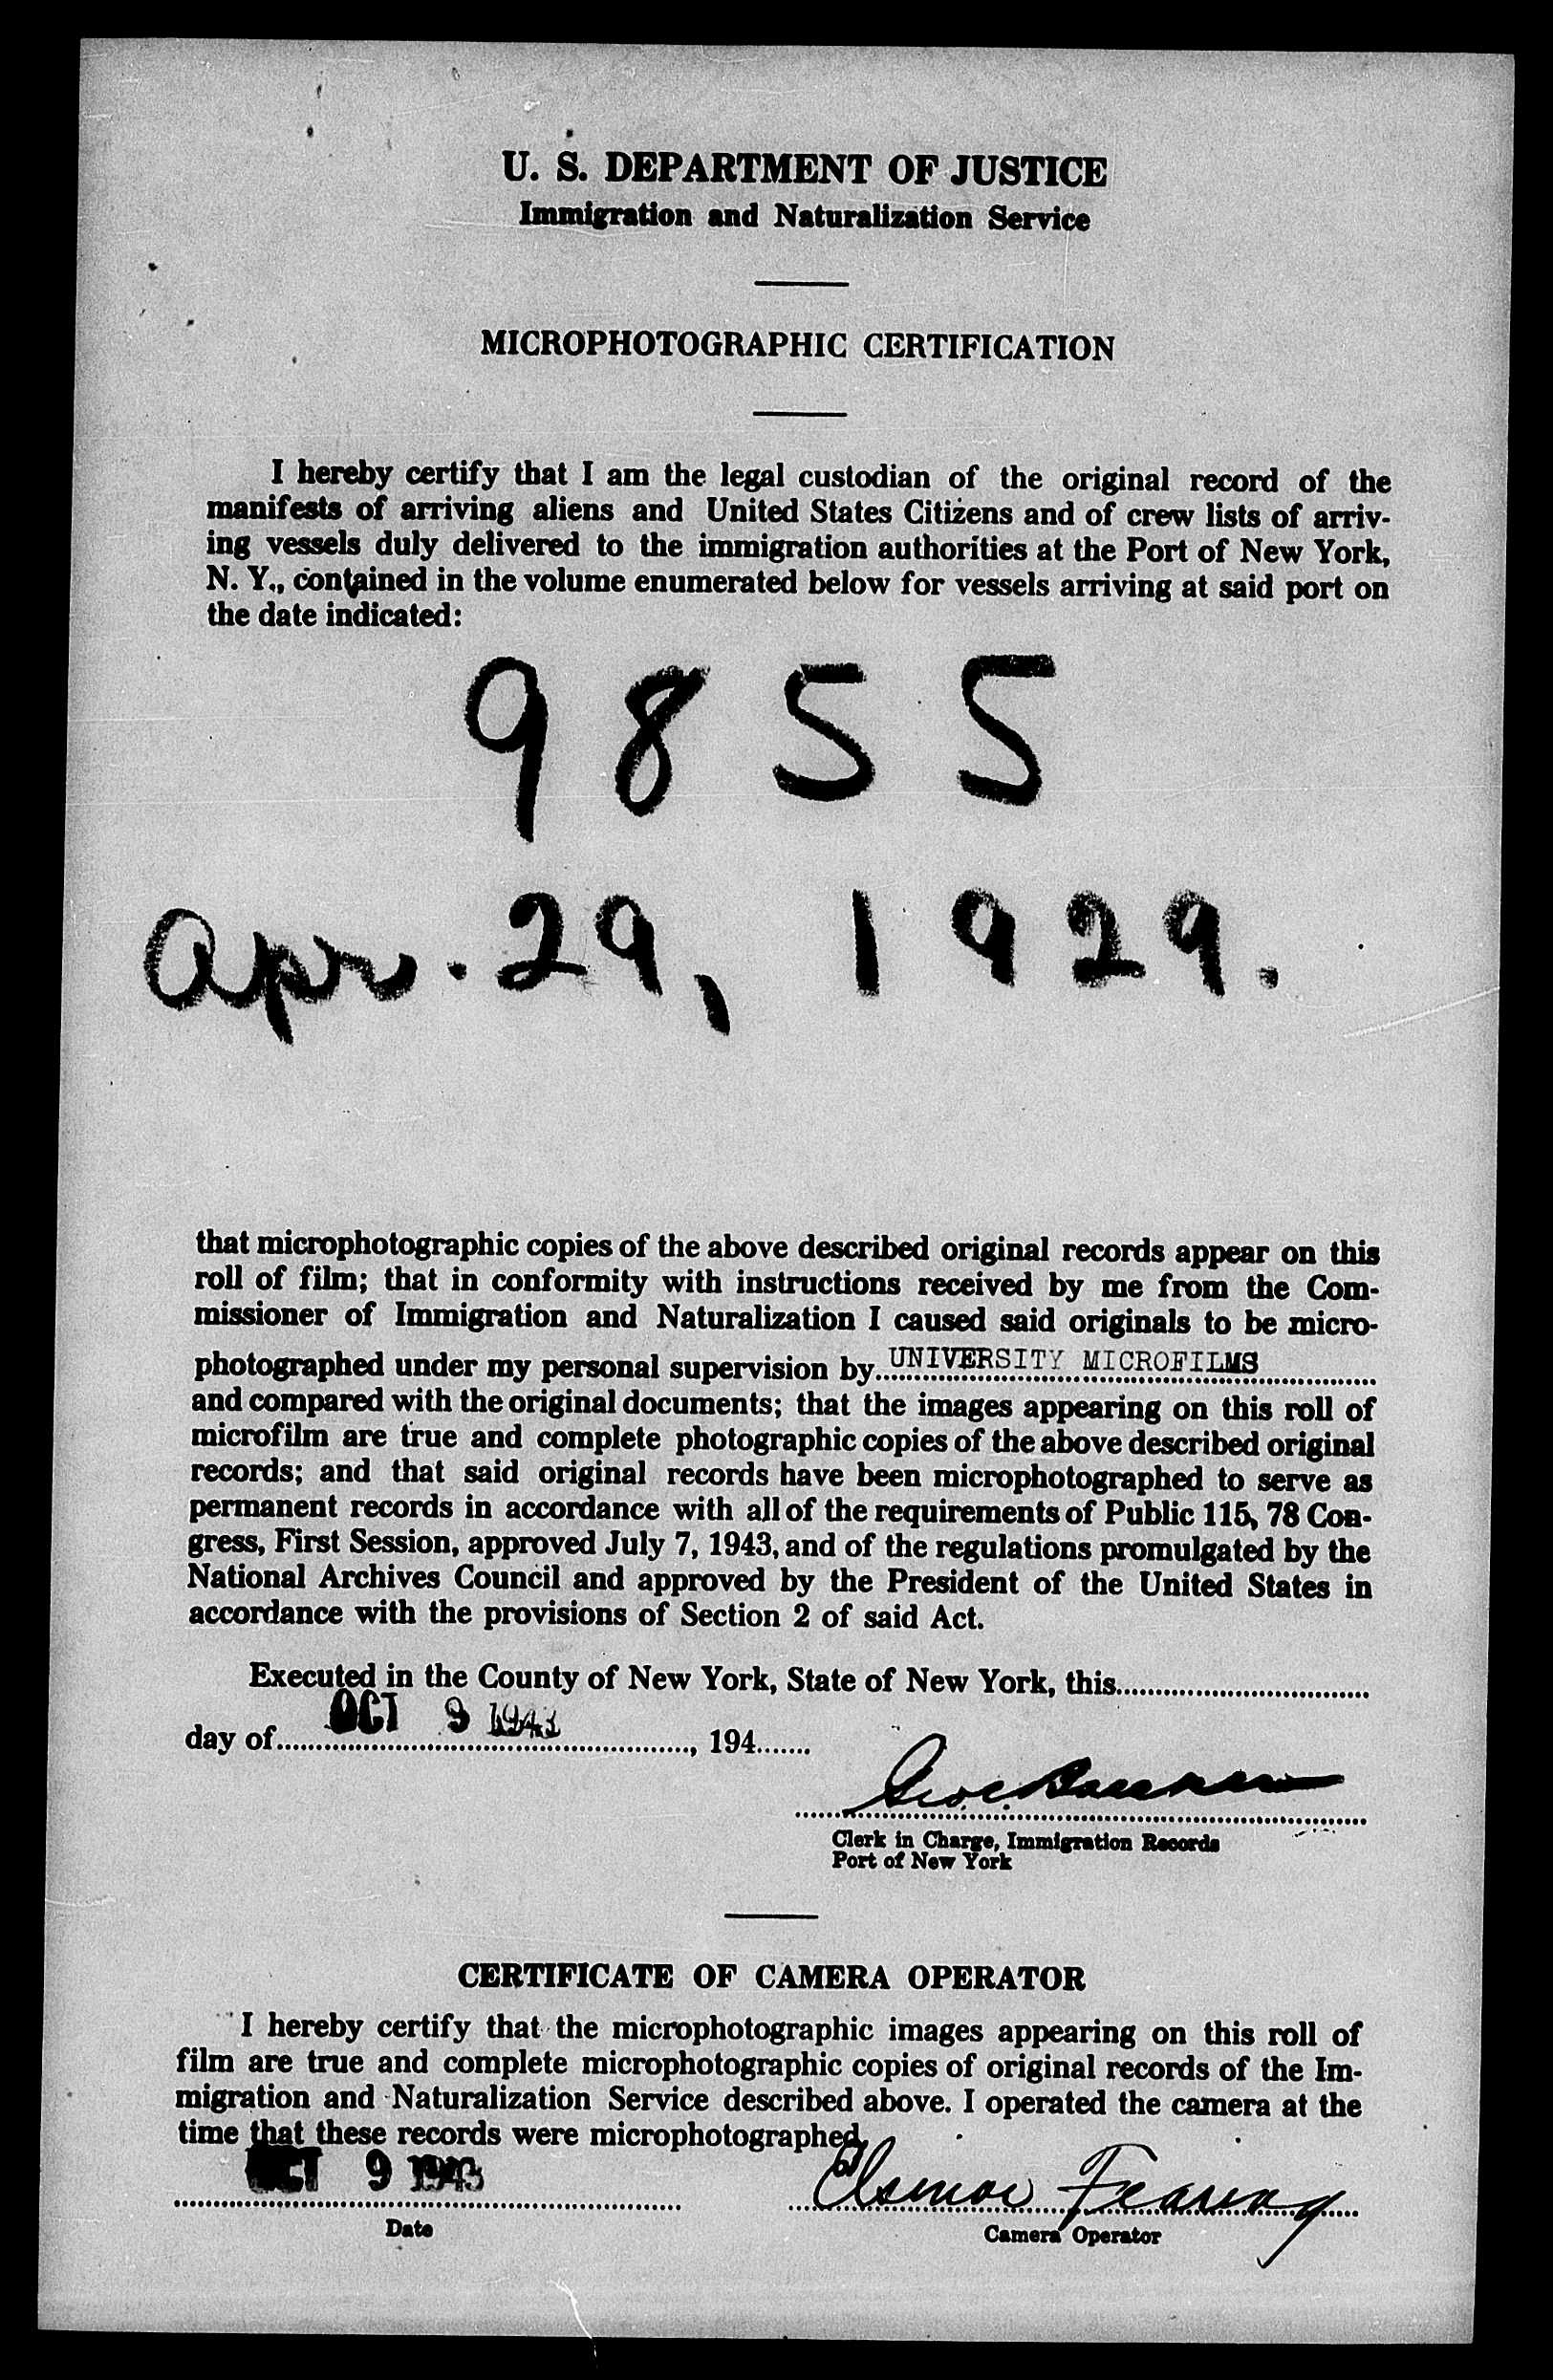 U. S. DEPARTMENT OF JUSTICE
Immigration and Naturalization Service
MICROPHOTOGRAPHIC CERTIFICATION
I hereby certify that I am the legal custodian of the original record of the
manifests of arriving aliens and United States Citizens and of crew lists of arriv-
ing vessels duly delivered to the immigration authorities at the Port of New York,
N. Y., contained in the volume enumerated below for vessels arriving at said port on
the date indicated:
9855
Apr. 29, 1929.
that microphotographic copies of the above described original records appear on this
roll of film; that in conformity with instructions received by me from the Com-
missioner of Immigration and Naturalization I caused said originals to be micro-
photographed under my personal supervision by UNIVERSITY MICROFILMS
and compared with the original documents; that the images appearing on this roll of
microfilm are true and complete photographic copies of the above described original
records; and that said original records have been microphotographed to serve as
permanent records in accordance with all of the requirements of Public 115, 78 Con-
gress, First Session, approved July 7, 1943, and of the regulations promulgated by the
National Archives Council and approved by the President of the United States in
accordance with the provisions of Section 2 of said Act.
Executed in the County of New York, State of New York, this
OCT 9 1943
day of , 194
Clerk in Charge, Immigration Records
Port of New York
CERTIFICATE OF CAMERA OPERATOR
I hereby certify that the microphotographic images appearing on this roll of
film are true and complete microphotographic copies of original records of the Im-
migration and Naturalization Service described above. I operated the camera at the
time that these records were microphotographed.
OCT 9 1943
Date
Camera Operator